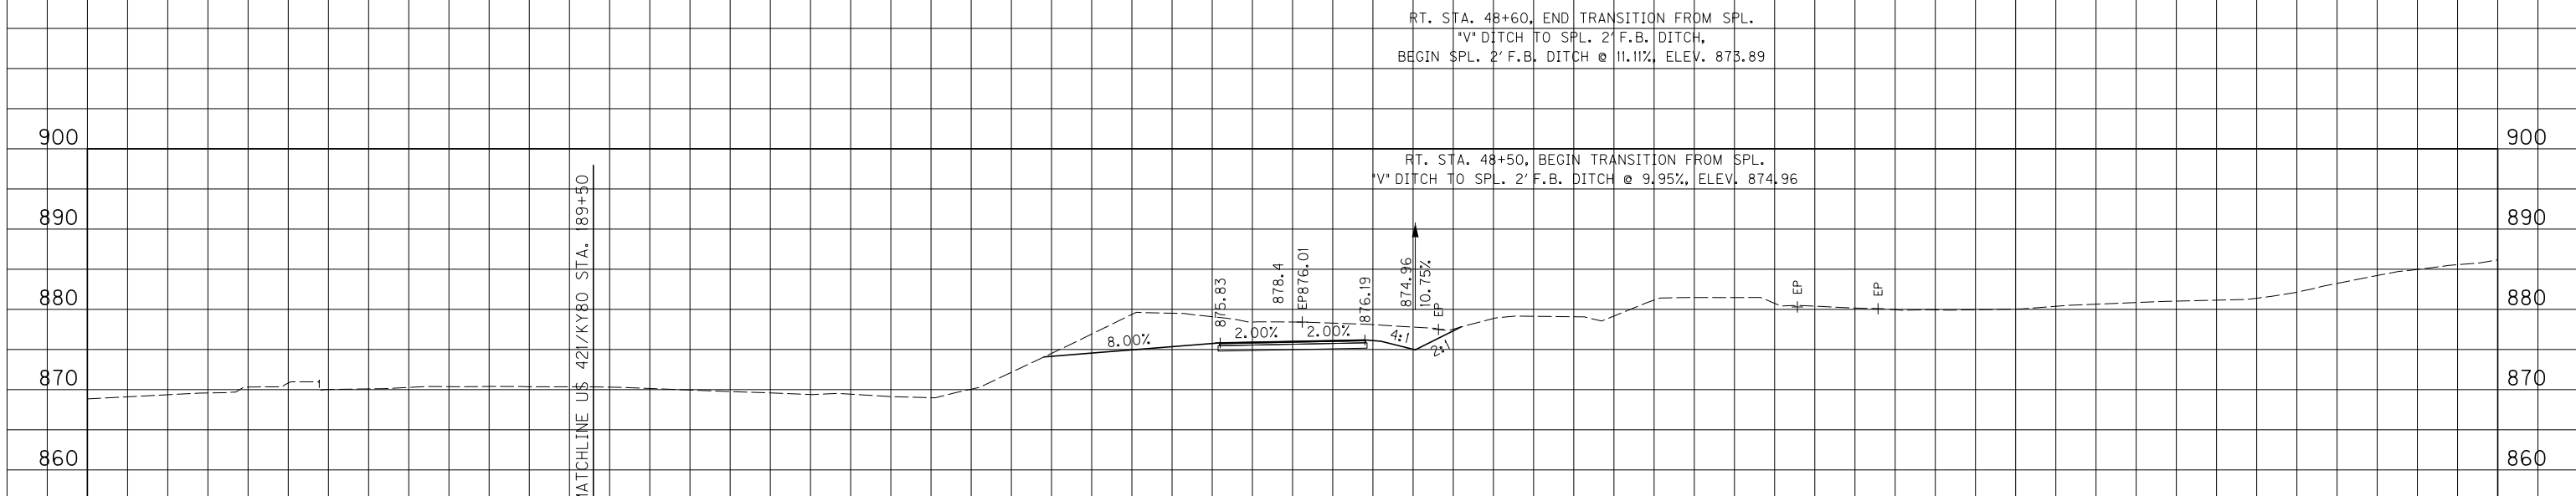 RT. STA. 48+60, END TRANSITION FROM SPL.
"V" DITCH TO SPL. 2' F.B. DITCH,
BEGIN SPL. 2' F.B. DITCH @ 11.11%, ELEV. 873.89
900
900
RT. STA. 48+50, BEGIN TRANSITION FROM SPL.
"V" DITCH TO SPL. 2' F.B. DITCH @ 9.95%, ELEV. 874.96
MATCHLINE US 421/KY80 STA. 189+50
890
890
875.83
878.4
EP876.01
876.19
874.96
10.75%
EP
EP
EP
880
880
8.00%
2.00%
2.00%
4:1
2:1
870
870
860
860